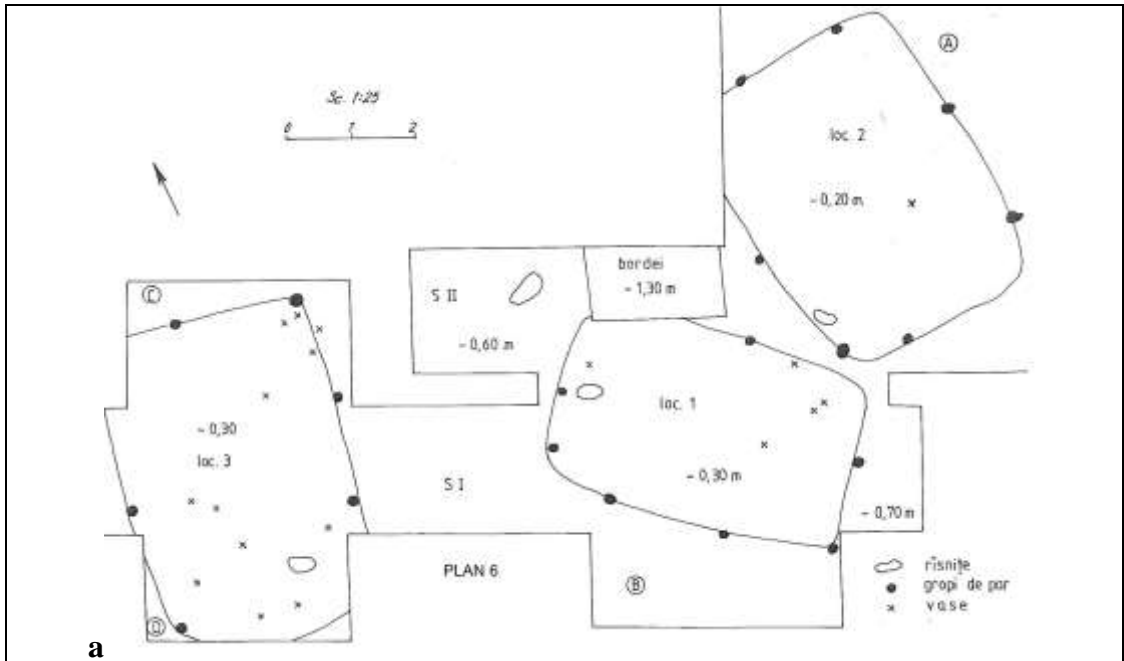 A
Sc. 1:25
0 1 2
loc. 2
- 0,20 m
bordei
- 1,30 m
C
S II
- 0,60 m
loc. 1
- 0,30
loc. 3
- 0,30 m
S I
- 0,70 m
PLAN 6
B
rîsnițe
gropi de par
vase
D
a